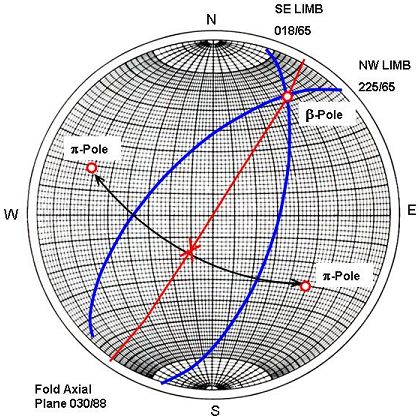 SE LIMB
018/65
N
NW LIMB
225/65
β-Pole
π-Pole
W
E
π-Pole
Fold Axial
Plane 030/88
S